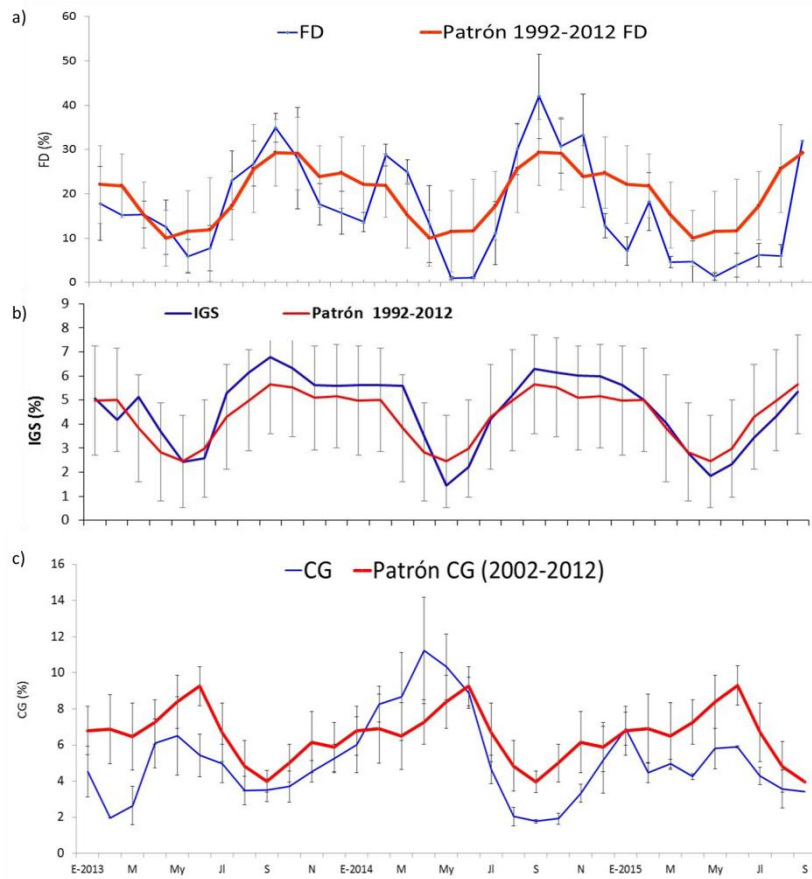 a)
FD Patrón 1992-2012 FD
60
50
40
30
20
10
0
FD (%)
b)
IGS Patrón 1992-2012
9
8
7
6
5
4
3
2
1
0
IGS (%)
c)
CG Patrón CG (2002-2012)
16
14
12
10
8
6
4
2
0
CG (%)
E-2013 M My Jl S N E-2014 M My Jl S N E-2015 M My Jl S